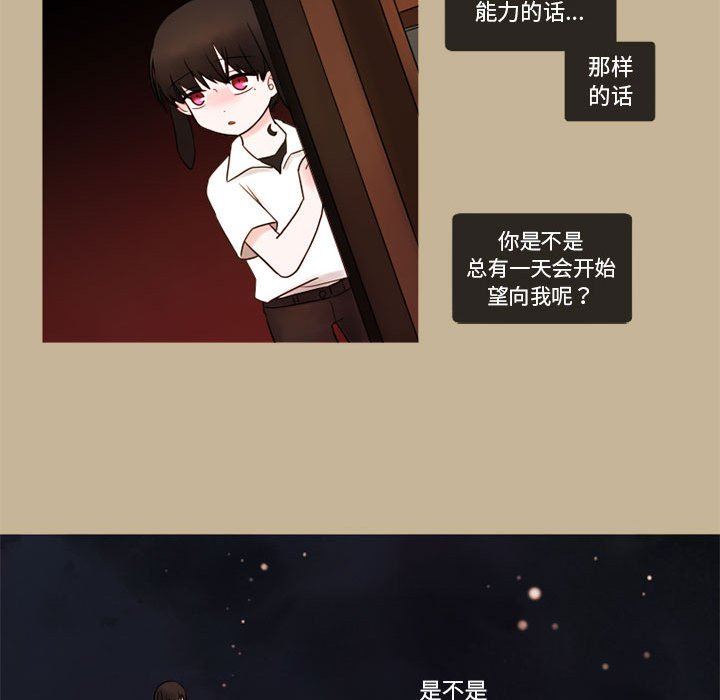 能力的话...
那样
的话
你是不是
总有一天会开始
望向我呢？
是不是